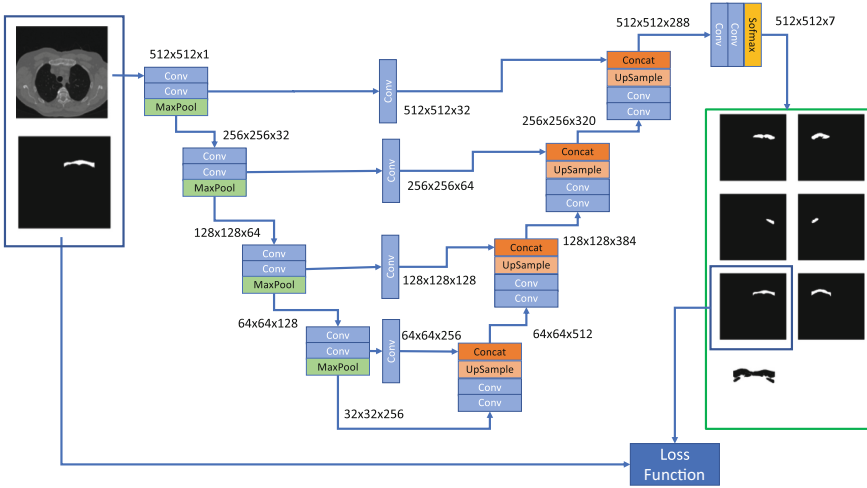 512x512x1
Conv
Conv
MaxPool
256x256x32
Conv
Conv
MaxPool
128x128x64
Conv
Conv
MaxPool
64x64x128
Conv
Conv
MaxPool
32x32x256
Conv
512x512x32
Conv
256x256x64
Conv
128x128x128
Conv
64x64x256
Concat
UpSample
Conv
Conv
64x64x512
Concat
UpSample
Conv
Conv
128x128x384
Concat
UpSample
Conv
Conv
256x256x320
Concat
UpSample
Conv
Conv
512x512x288
Conv
Conv
Sofmax
512x512x7
Loss
Function